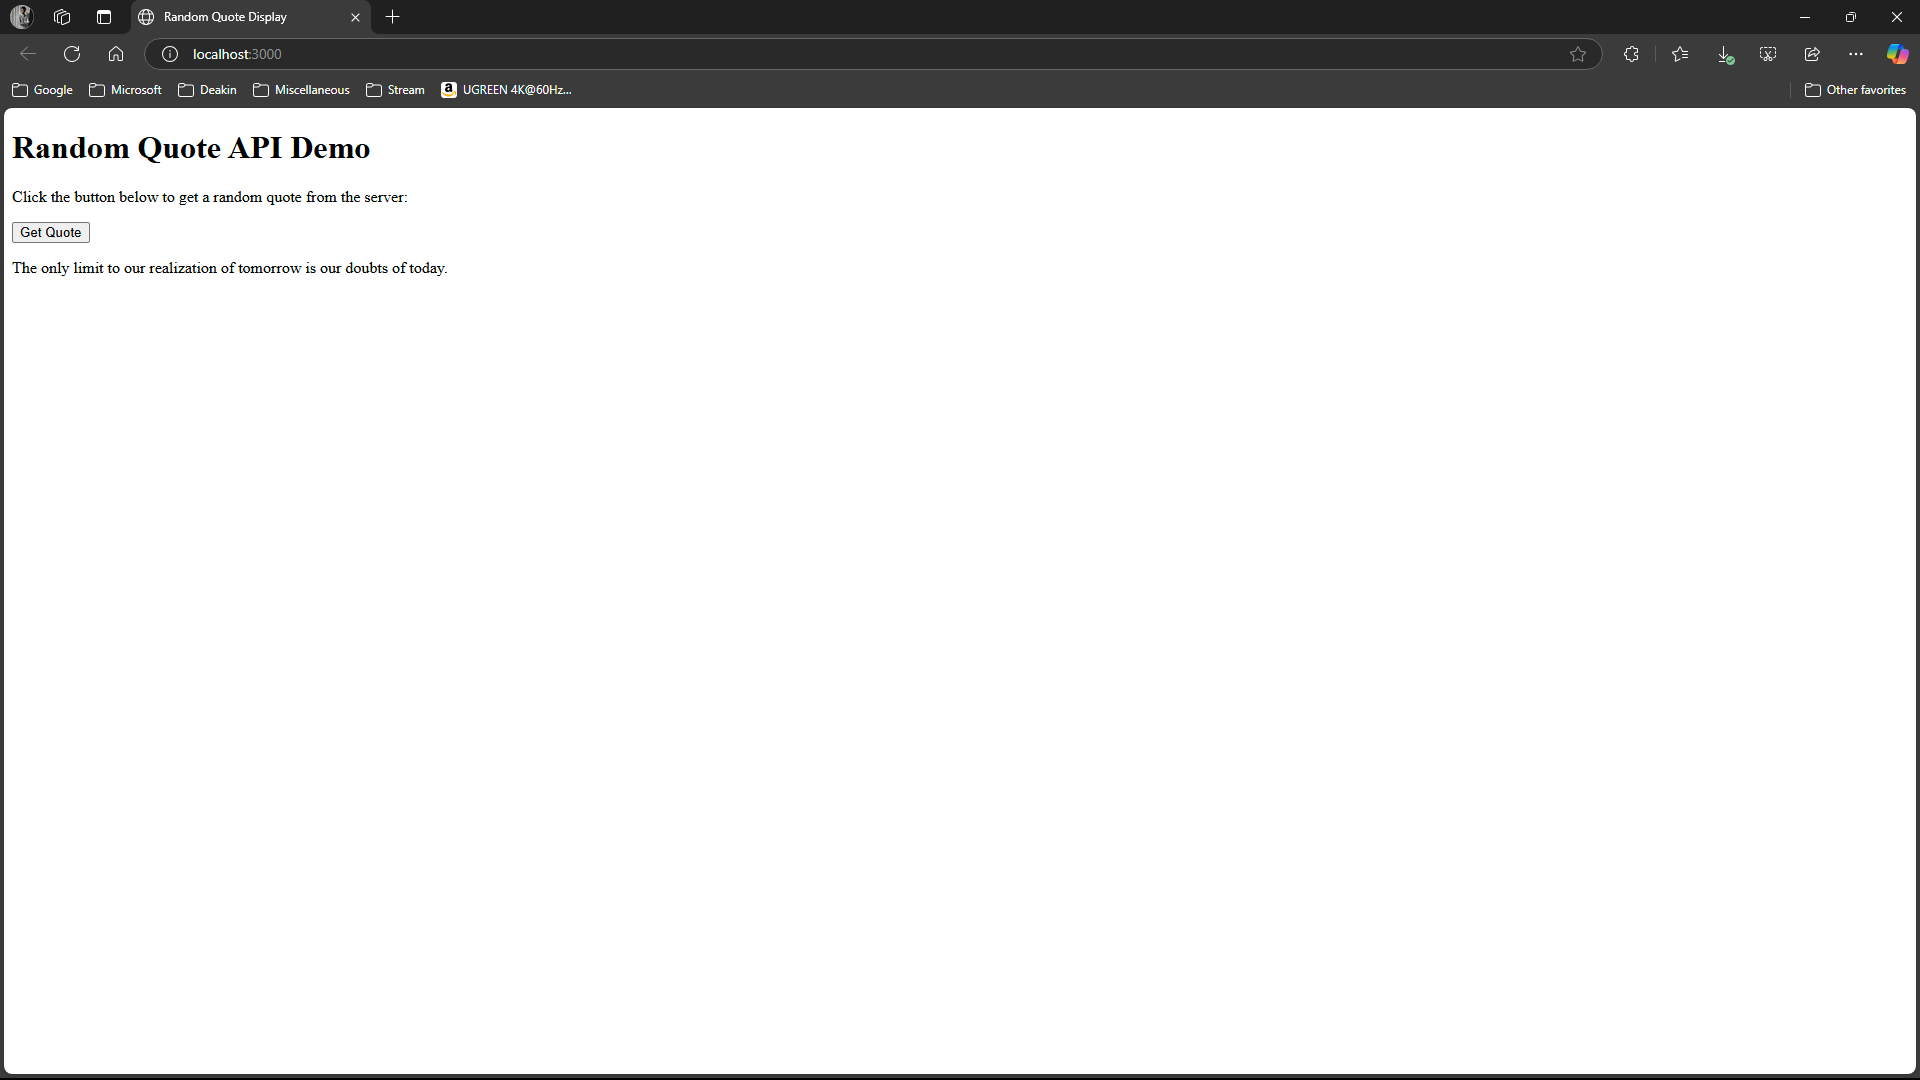 Random Quote Display
localhost:3000
Google Microsoft Deakin Miscellaneous Stream a UGREEN 4K@60Hz... Other favorites
Random Quote API Demo
Click the button below to get a random quote from the server:
Get Quote
The only limit to our realization of tomorrow is our doubts of today.